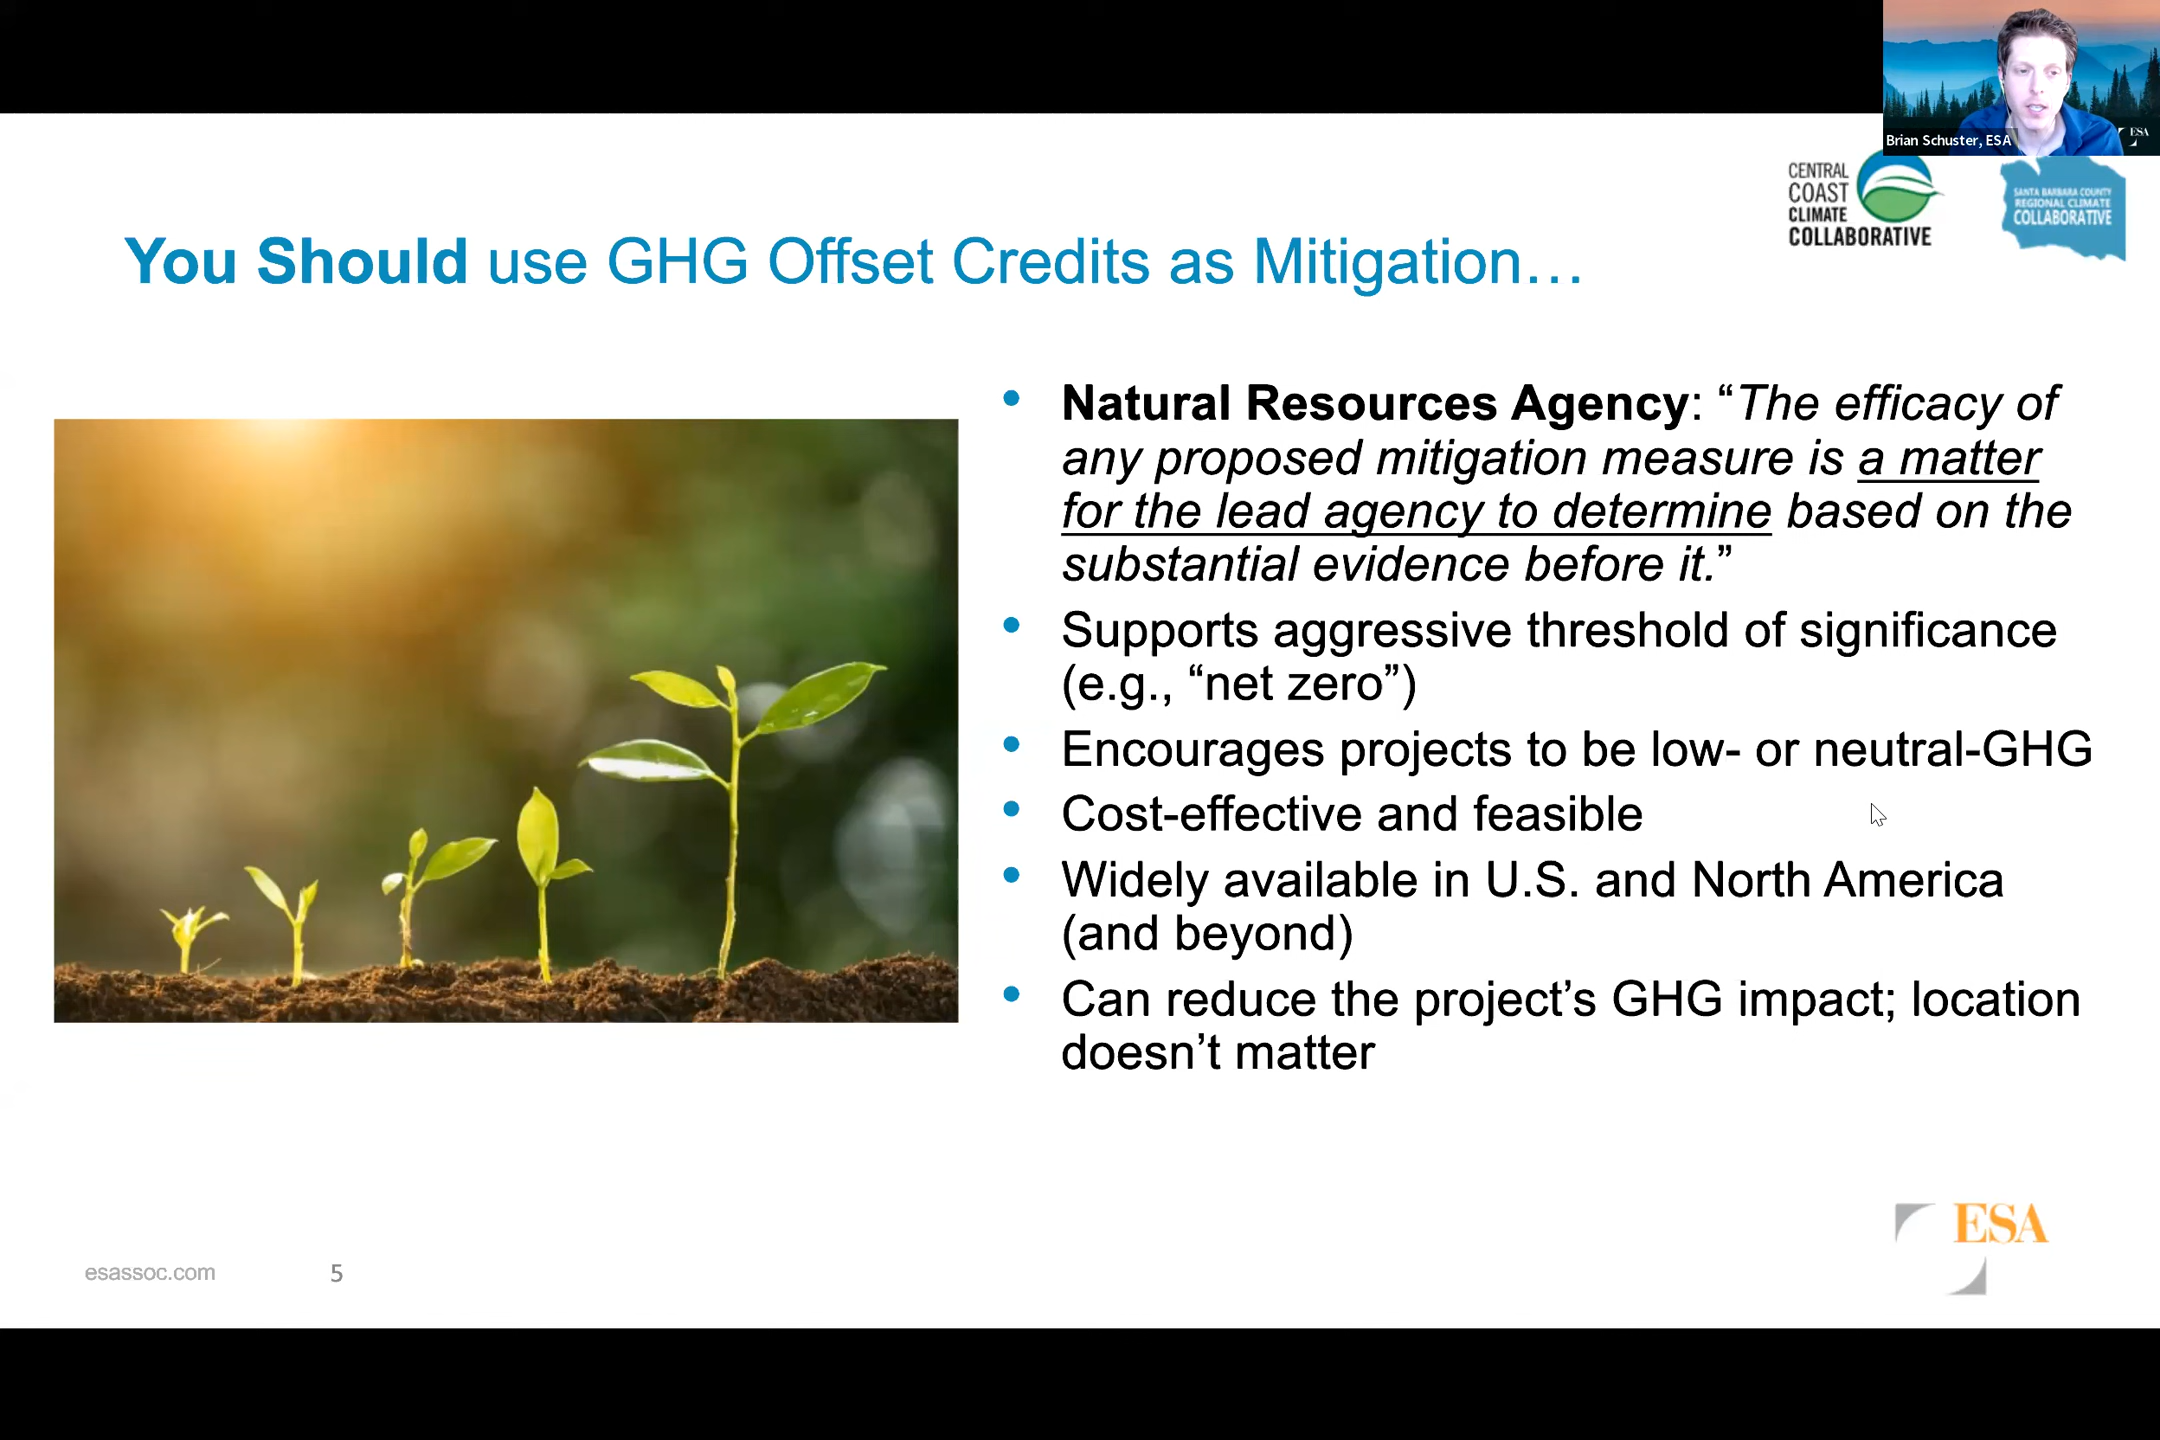 Brian Schuster, ESA
ESA
CENTRAL
COAST
CLIMATE
COLLABORATIVE
SANTA BARBARA COUNTY
REGIONAL CLIMATE
COLLABORATIVE
You Should use GHG Offset Credits as Mitigation…
• Natural Resources Agency: “The efficacy of
any proposed mitigation measure is a matter
for the lead agency to determine based on the
substantial evidence before it.”
• Supports aggressive threshold of significance
(e.g., “net zero”)
• Encourages projects to be low- or neutral-GHG
• Cost-effective and feasible
• Widely available in U.S. and North America
(and beyond)
• Can reduce the project’s GHG impact; location
doesn’t matter
ESA
esassoc.com 5